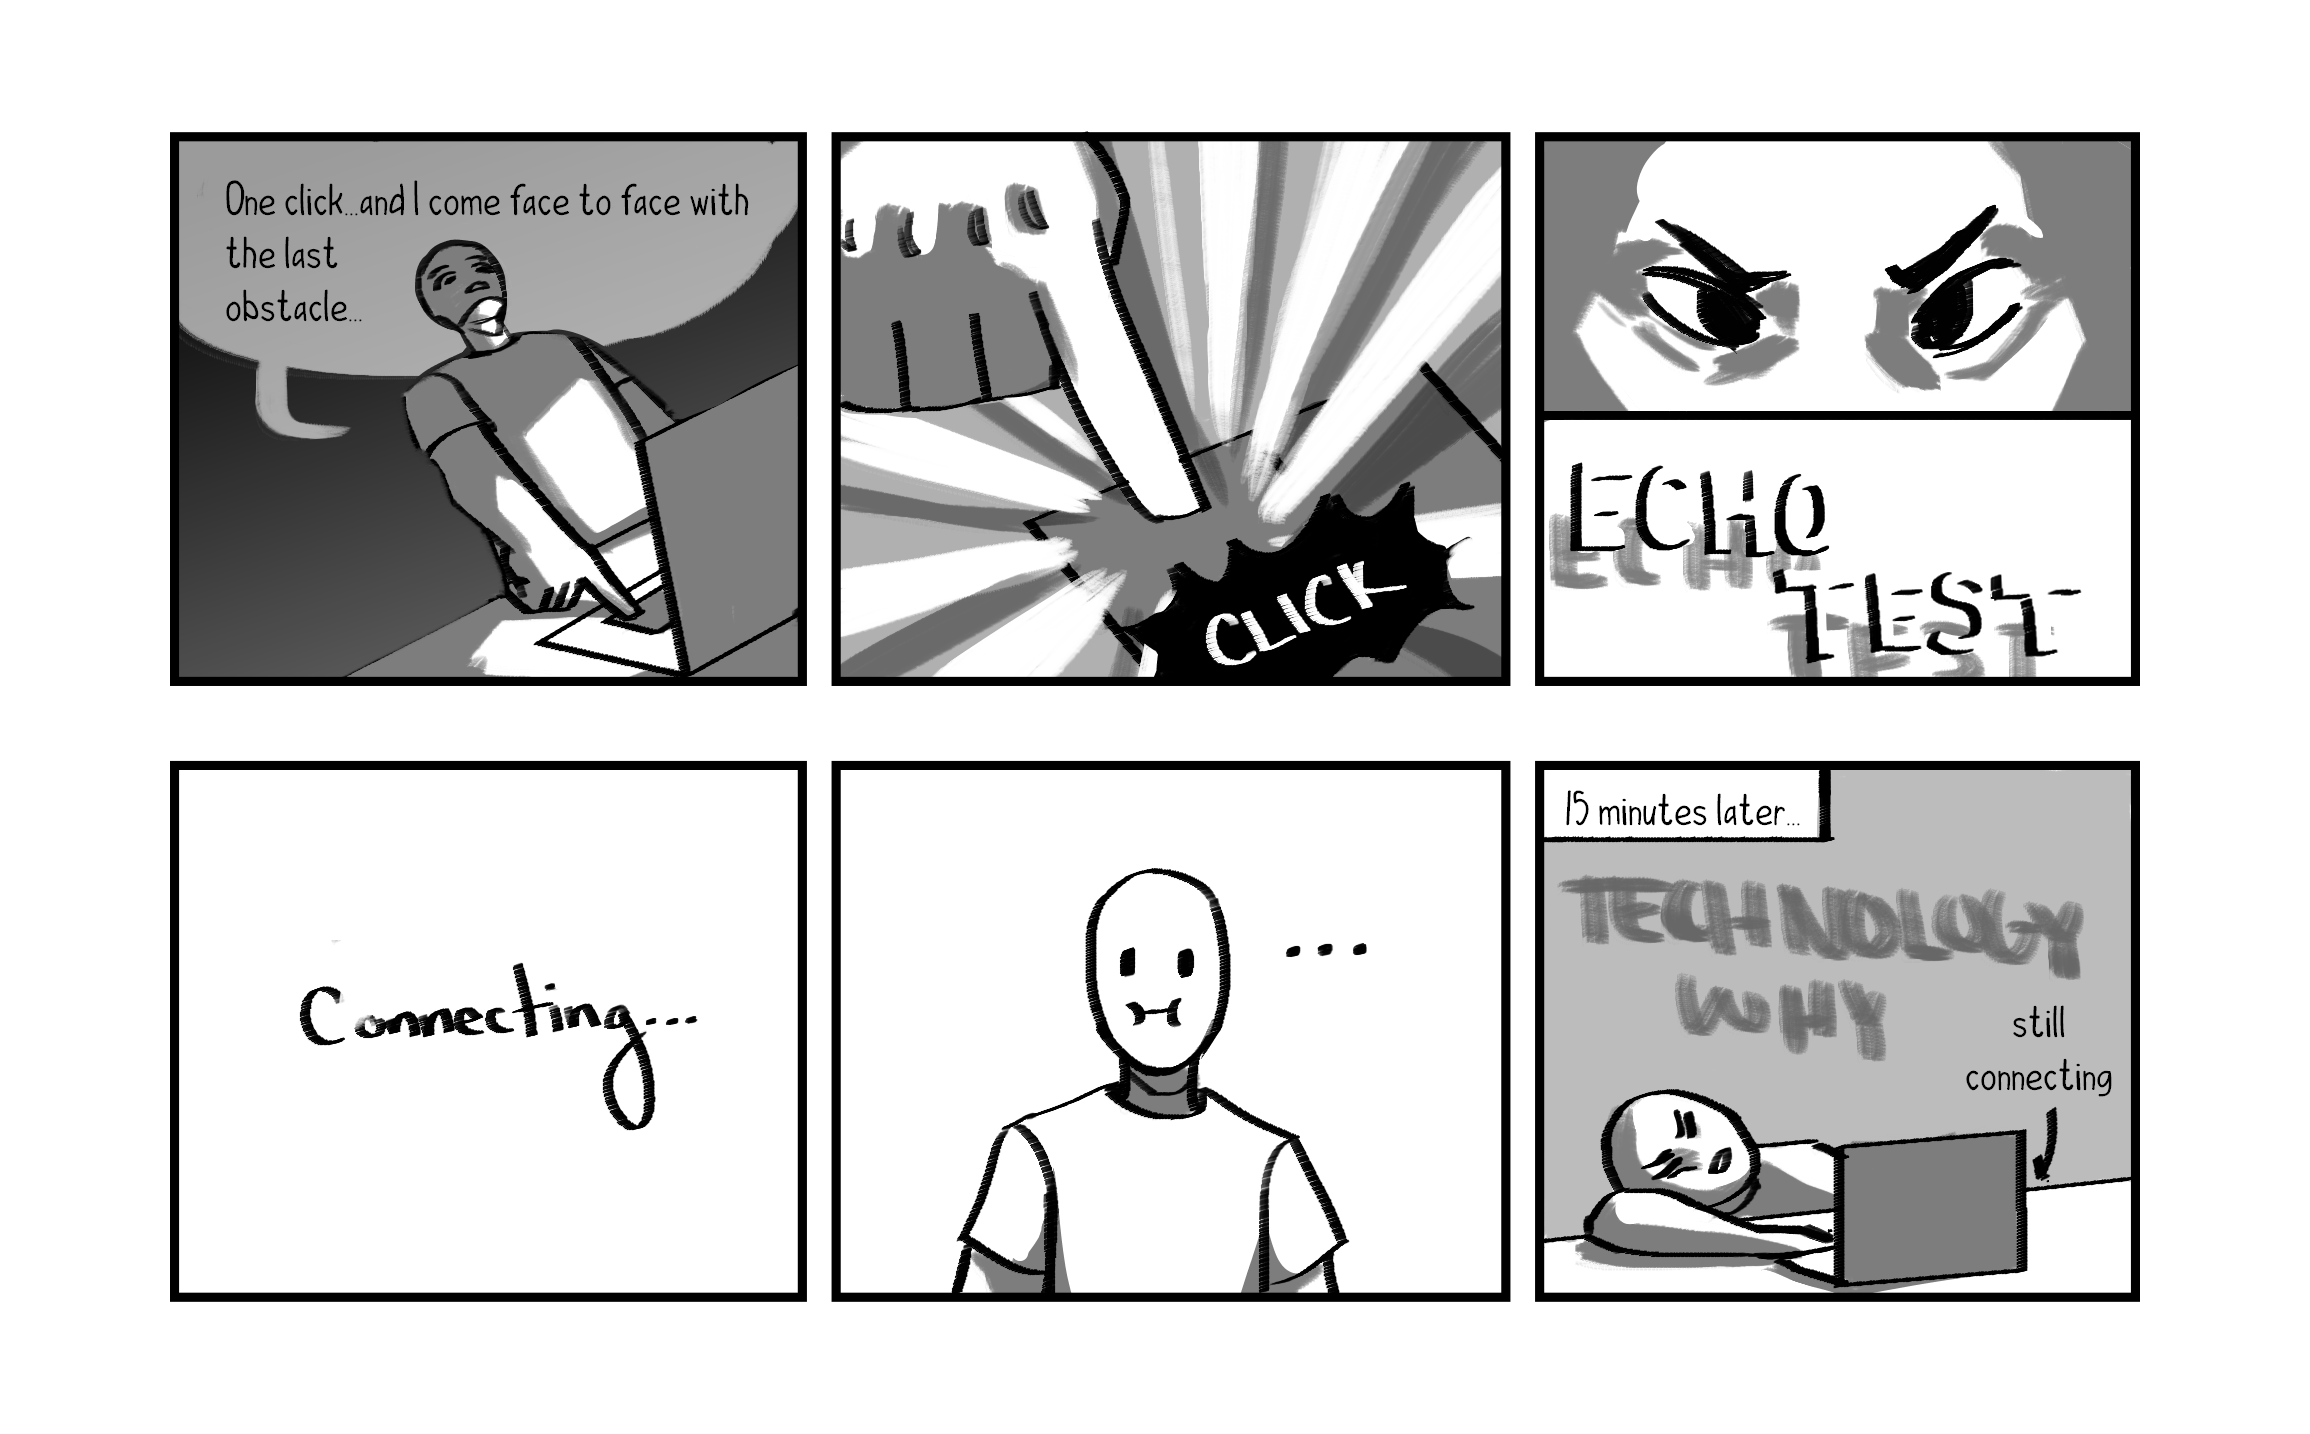 One click...and I come face to face with
the last
obstacle...
CLICK
ECHO
TEST
Connecting...
...
15 minutes later...
TECHNOLOGY
WHY
still
connecting